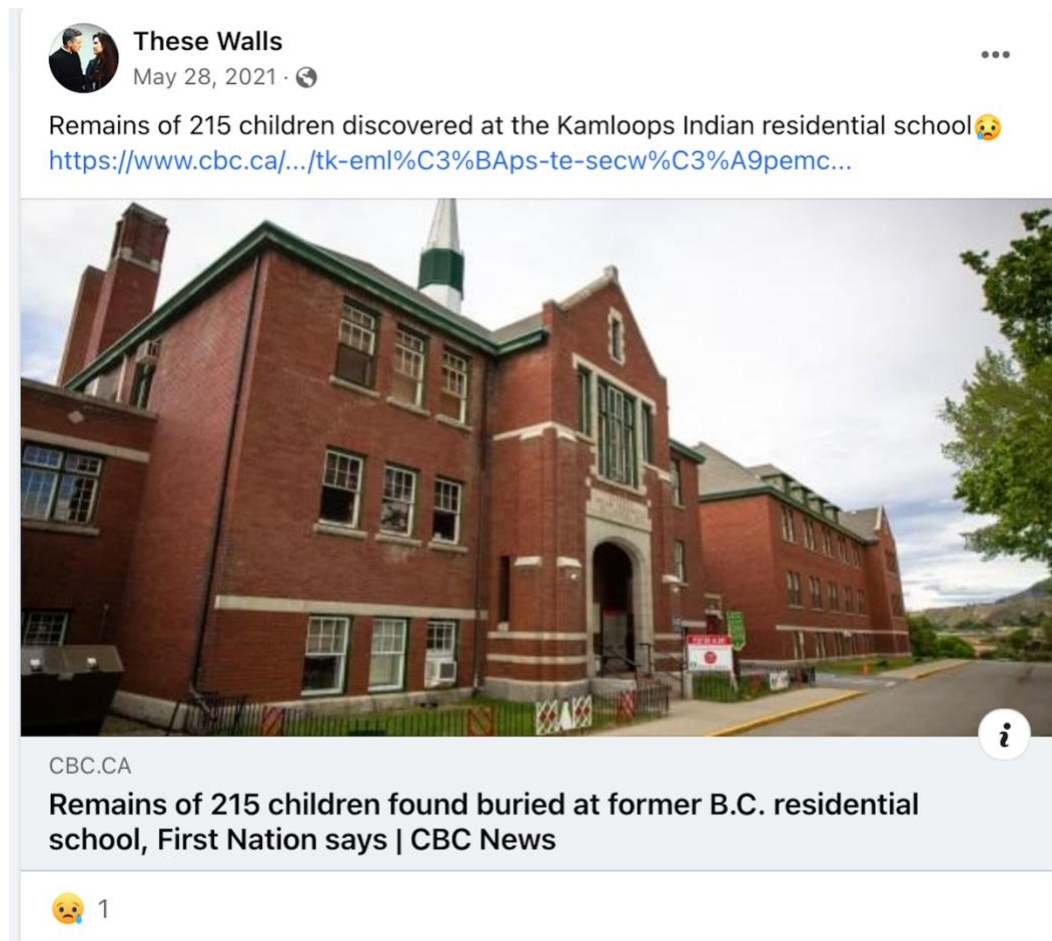 These Walls
May 28, 2021 ·
Remains of 215 children discovered at the Kamloops Indian residential school😥
https://www.cbc.ca/.../tk-eml%C3%BAps-te-secw%C3%A9pemc...
CBC.CA
Remains of 215 children found buried at former B.C. residential
school, First Nation says | CBC News
1